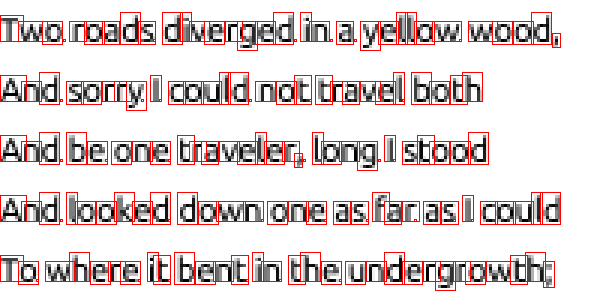 Two roads diverged in a yellow wood,
And sorry I could not travel both
And be one traveler, long I stood
And looked down one as far as I could
To where it bent in the undergrowth;